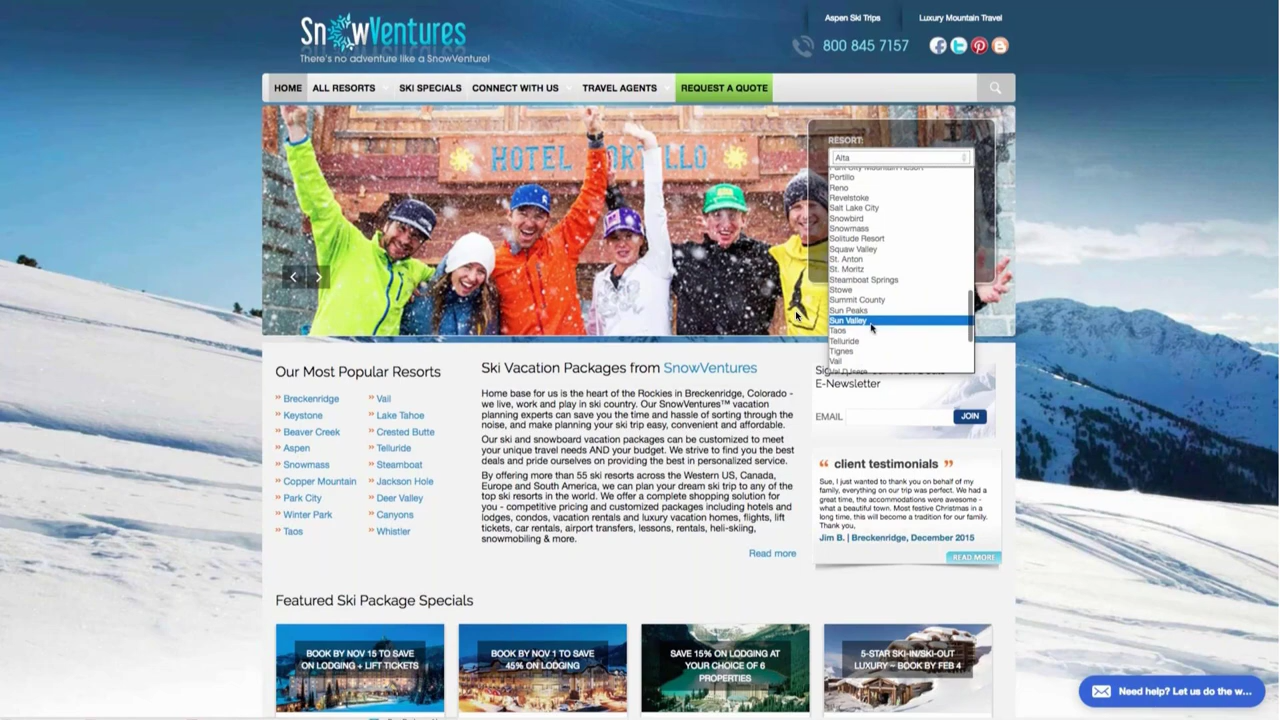 SnowVentures
There's no adventure like a SnowVenture!
Aspen Ski Trips
Luxury Mountain Travel
800 845 7157
HOME
ALL RESORTS
SKI SPECIALS
CONNECT WITH US
TRAVEL AGENTS
REQUEST A QUOTE
HOTEL PORTILLO
RESORT:
Alta
Park City Mountain Resort
Portillo
Reno
Revelstoke
Salt Lake City
Snowbird
Snowmass
Solitude Resort
Squaw Valley
St. Anton
St. Moritz
Steamboat Springs
Stowe
Summit County
Sun Peaks
Sun Valley
Taos
Telluride
Tignes
Vail
E-Newsletter
EMAIL
JOIN
Our Most Popular Resorts
Breckenridge
Keystone
Beaver Creek
Aspen
Snowmass
Copper Mountain
Park City
Winter Park
Taos
Vail
Lake Tahoe
Crested Butte
Telluride
Steamboat
Jackson Hole
Deer Valley
Canyons
Whistler
Ski Vacation Packages from SnowVentures
Home base for us is the heart of the Rockies in Breckenridge, Colorado -
we live, work and play in ski country. Our SnowVentures™ vacation
planning experts can save you the time and hassle of sorting through the
noise, and make planning your ski trip easy, convenient and affordable.
Our ski and snowboard vacation packages can be customized to meet
your unique travel needs AND your budget. We strive to find you the best
deals and pride ourselves on providing the best in personalized service.
By offering more than 55 ski resorts across the Western US, Canada,
Europe and South America, we can plan your dream ski trip to any of the
top ski resorts in the world. We offer a complete shopping solution for
you - competitive pricing and customized packages including hotels and
lodges, condos, vacation rentals and luxury vacation homes, flights, lift
tickets, car rentals, airport transfers, lessons, rentals, heli-skiing,
snowmobiling & more.
Read more
“ client testimonials ”
Sue, I just wanted to thank you on behalf of my
family, everything on our trip was perfect. We had a
great time, the accommodations were awesome -
what a beautiful town. Most festive Christmas in a
long time, this will become a tradition for our family.
Thank you,
Jim B. | Breckenridge, December 2015
READ MORE
Featured Ski Package Specials
BOOK BY NOV 15 TO SAVE
ON LODGING + LIFT TICKETS
BOOK BY NOV 1 TO SAVE
45% ON LODGING
SAVE 15% ON LODGING AT
YOUR CHOICE OF 6
PROPERTIES
5-STAR SKI-IN/SKI-OUT
LUXURY – BOOK BY FEB 4
Need help? Let us do the w...